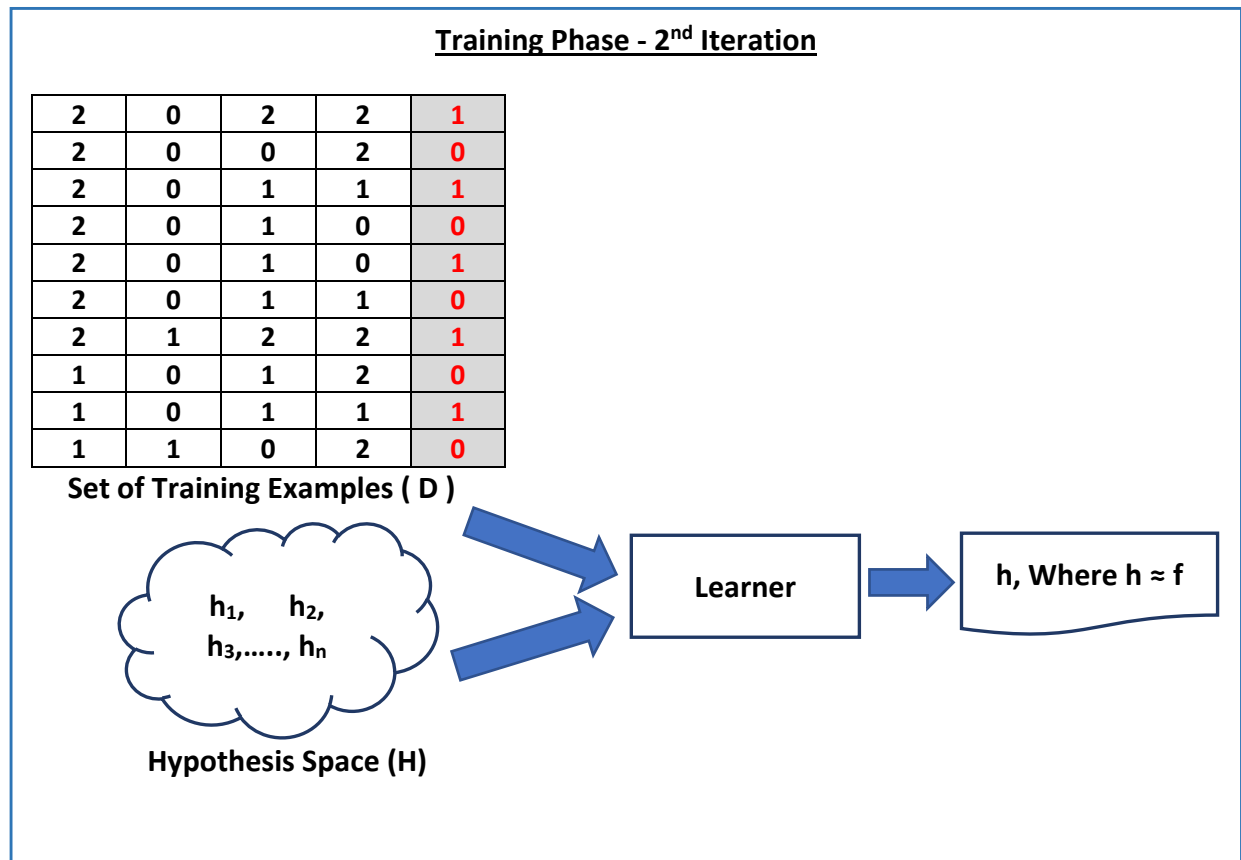 Training Phase - 2nd Iteration
2 0 2 2 1
2 0 0 2 0
2 0 1 1 1
2 0 1 0 0
2 0 1 0 1
2 0 1 1 0
2 1 2 2 1
1 0 1 2 0
1 0 1 1 1
1 1 0 2 0
Set of Training Examples ( D )
h1, h2,
h3,....., hn
Hypothesis Space (H)
Learner
h, Where h ≈ f